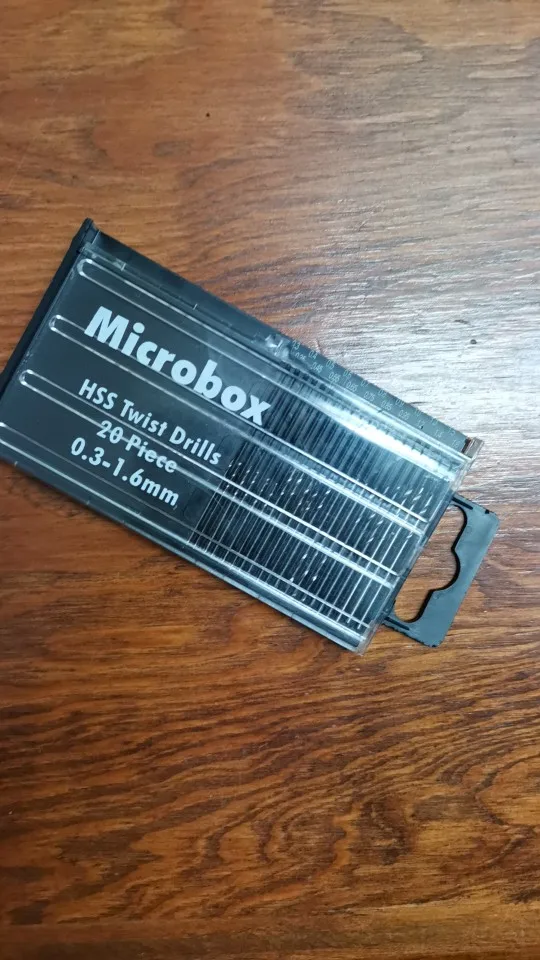 Microbox
HSS Twist Drills
20 Piece
0.3-1.6mm